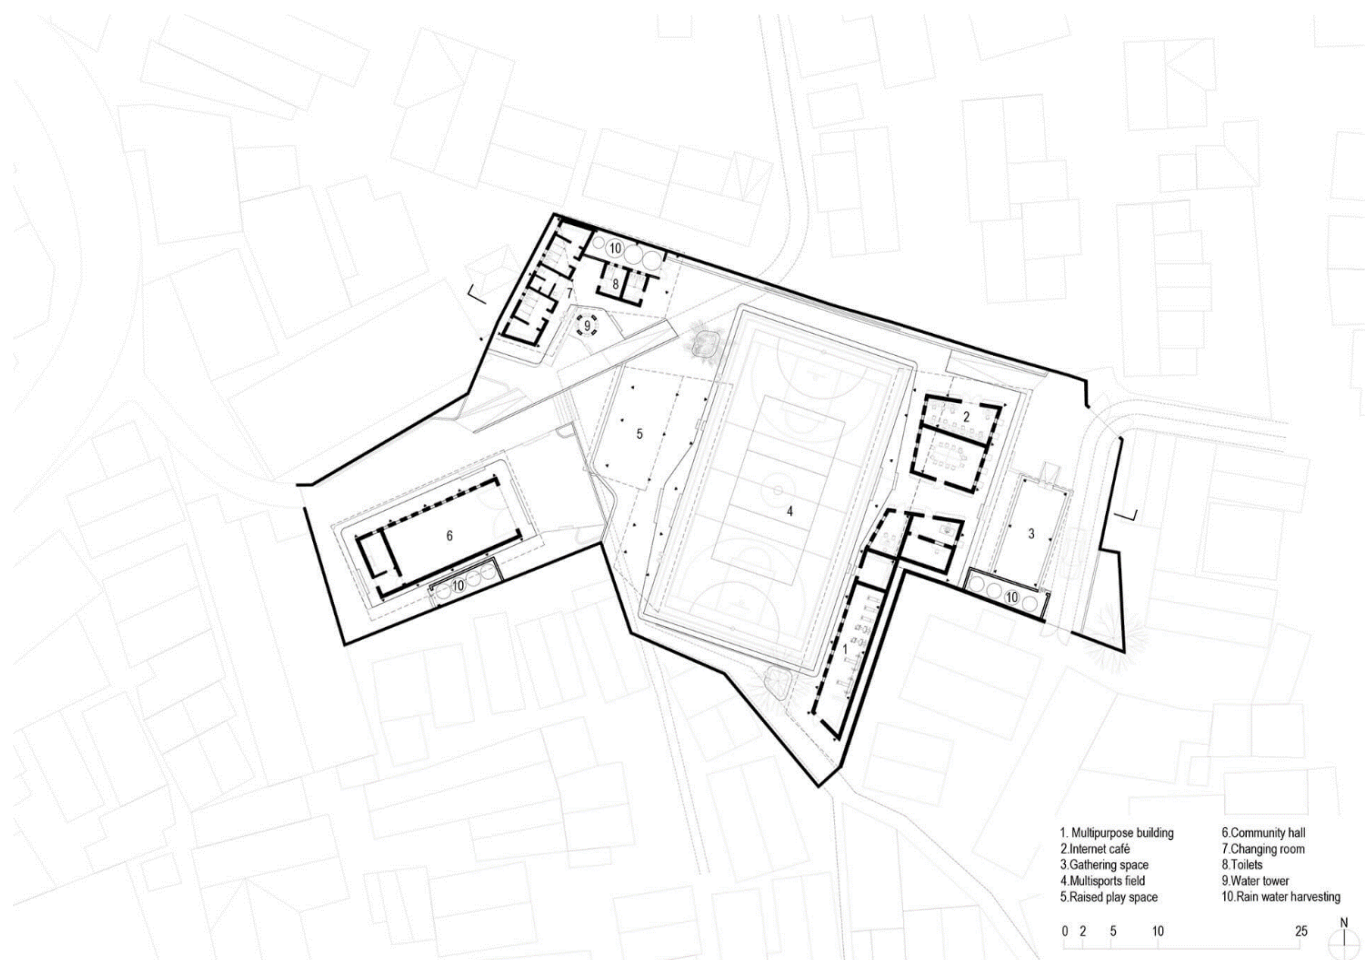 10
8
7
9
2
5
4
3
6
10
10
1
1. Multipurpose building
2.Internet café
3.Gathering space
4.Multisports field
5.Raised play space
6.Community hall
7.Changing room
8.Toilets
9.Water tower
10.Rain water harvesting
0 2 5 10 25
N